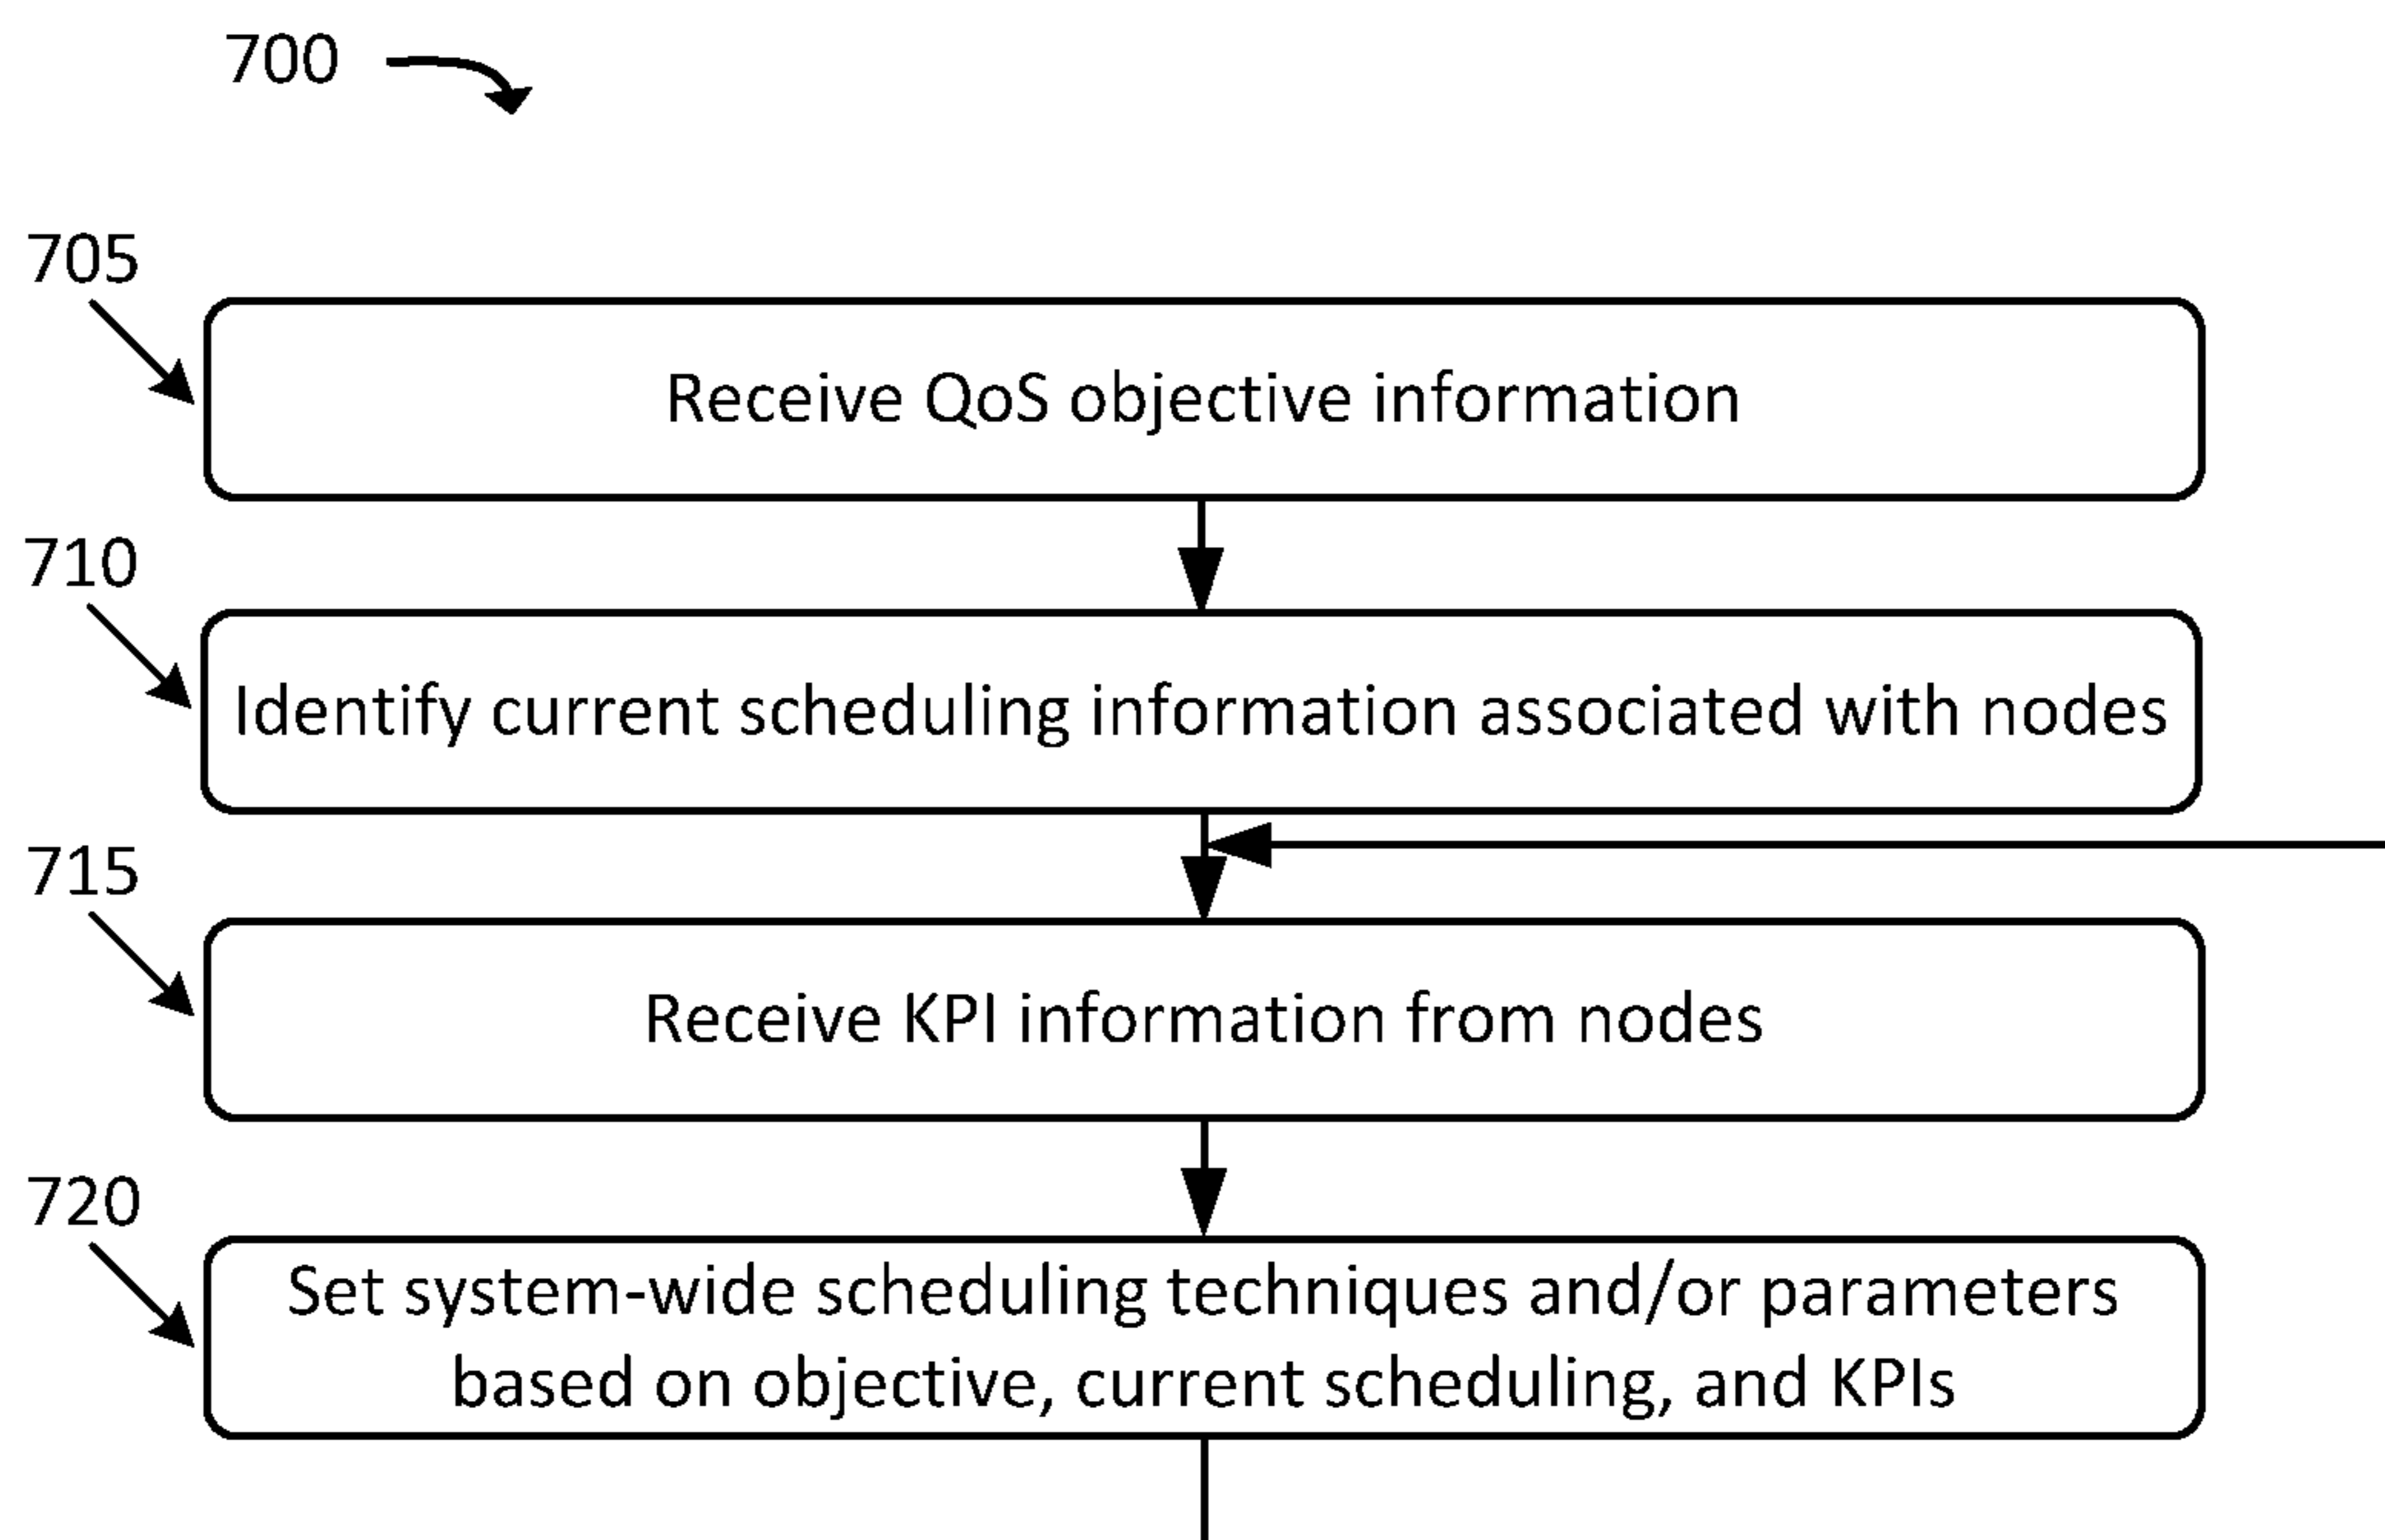 700
705
Receive QoS objective information
710
Identify current scheduling information associated with nodes
715
Receive KPI information from nodes
720
Set system-wide scheduling techniques and/or parameters
based on objective, current scheduling, and KPIs